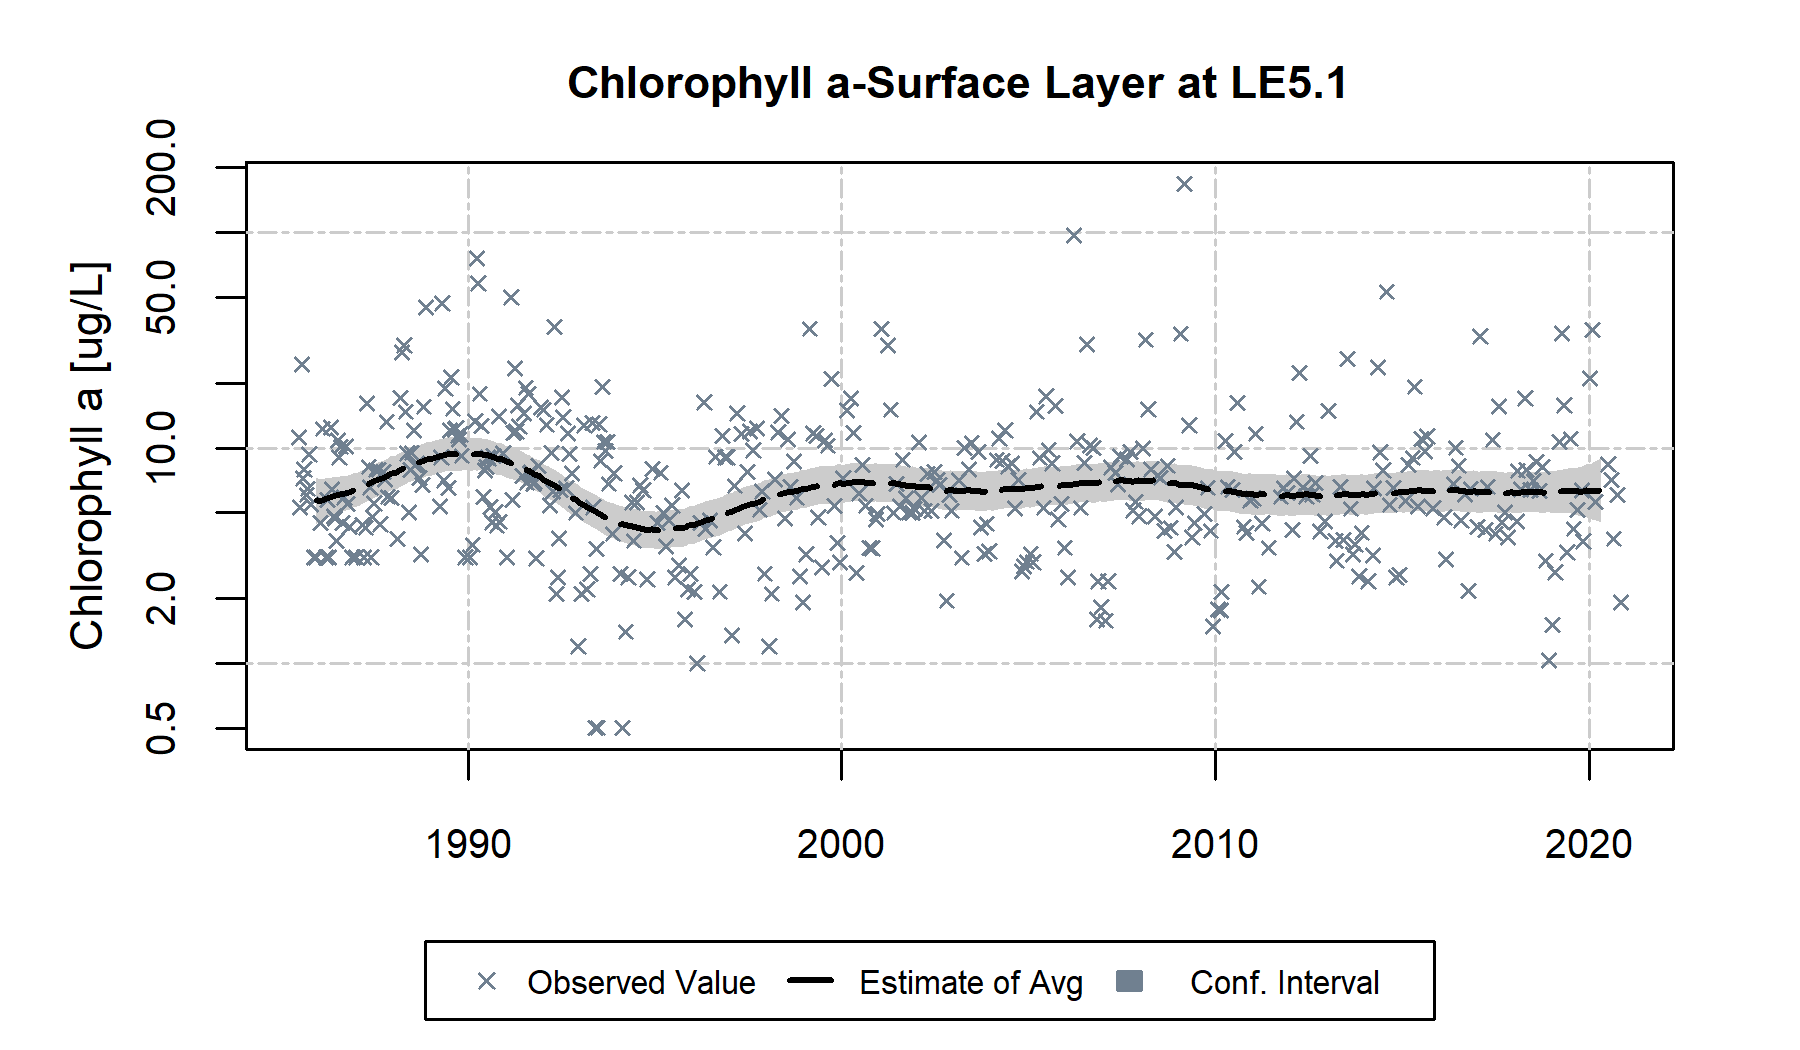 Chlorophyll a-Surface Layer at LE5.1
Chlorophyll a [ug/L]
200.0
50.0
10.0
2.0
0.5
1990 2000 2010 2020
Observed Value Estimate of Avg Conf. Interval